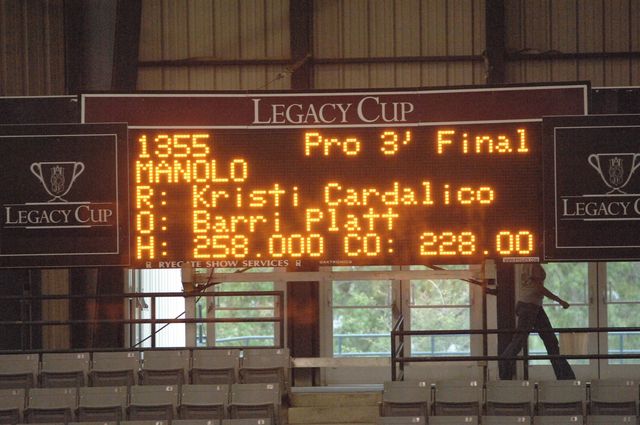 LEGACY CUP
1355 Pro 3' Final
MANOLO
R: Kristi Cardalico
O: Barri Platt
H: 258.000 CO: 228.00
LEGACY CUP
LEGACY CUP
RYEGATE SHOW SERVICES DAKTRONICS